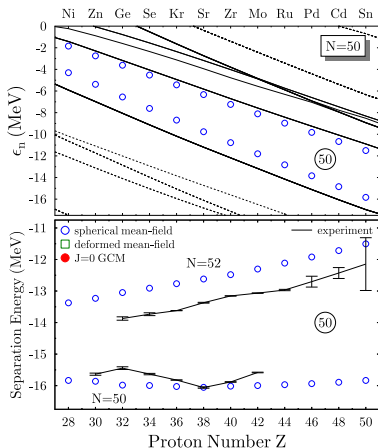 Ni Zn Ge Se Kr Sr Zr Mo Ru Pd Cd Sn
0
-2
-4
-6
-8
-10
-12
-14
-16
ϵn (MeV)
N=50
50
-11
-12
-13
-14
-15
-16
Separation Energy (MeV)
spherical mean-field
deformed mean-field
J=0 GCM
experiment
N=52
50
N=50
28 30 32 34 36 38 40 42 44 46 48 50
Proton Number Z